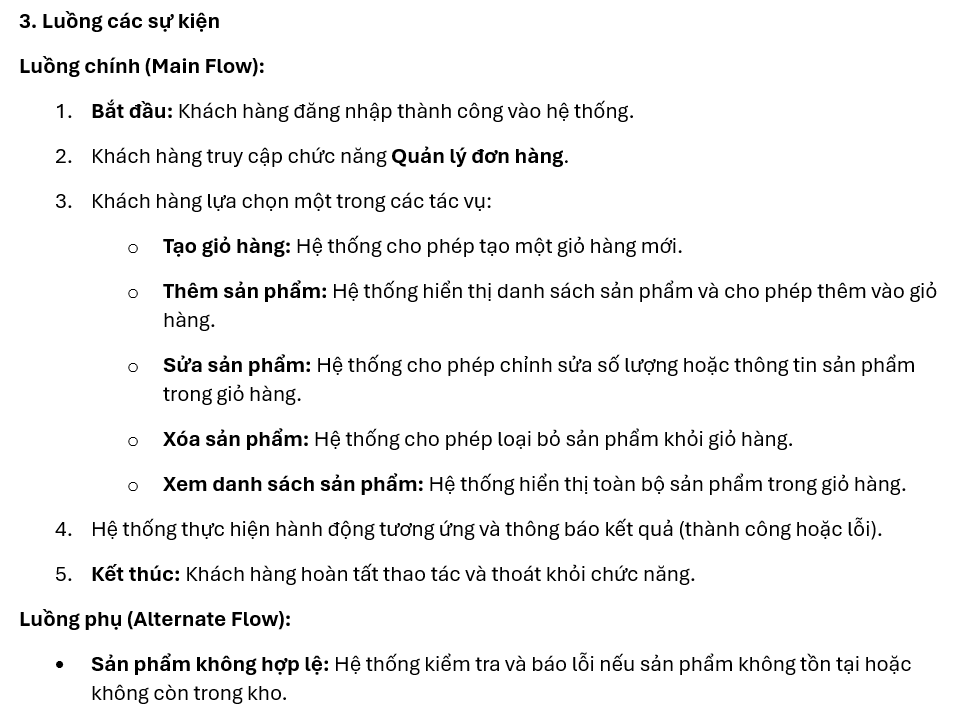 3. Luồng các sự kiện
Luồng chính (Main Flow):
1. Bắt đầu: Khách hàng đăng nhập thành công vào hệ thống.
2. Khách hàng truy cập chức năng Quản lý đơn hàng.
3. Khách hàng lựa chọn một trong các tác vụ:
o Tạo giỏ hàng: Hệ thống cho phép tạo một giỏ hàng mới.
o Thêm sản phẩm: Hệ thống hiển thị danh sách sản phẩm và cho phép thêm vào giỏ
hàng.
o Sửa sản phẩm: Hệ thống cho phép chỉnh sửa số lượng hoặc thông tin sản phẩm
trong giỏ hàng.
o Xóa sản phẩm: Hệ thống cho phép loại bỏ sản phẩm khỏi giỏ hàng.
o Xem danh sách sản phẩm: Hệ thống hiển thị toàn bộ sản phẩm trong giỏ hàng.
4. Hệ thống thực hiện hành động tương ứng và thông báo kết quả (thành công hoặc lỗi).
5. Kết thúc: Khách hàng hoàn tất thao tác và thoát khỏi chức năng.
Luồng phụ (Alternate Flow):
• Sản phẩm không hợp lệ: Hệ thống kiểm tra và báo lỗi nếu sản phẩm không tồn tại hoặc
không còn trong kho.